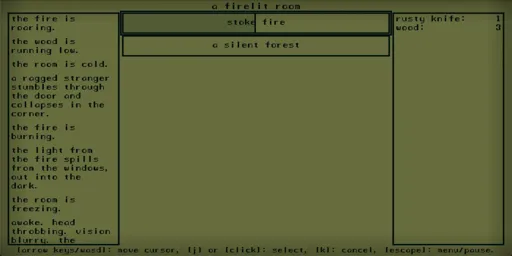 a firelit room
the fire is
roaring.
the wood is
running low.
the room is cold.
a ragged stranger
stumbles through
the door and
collapses in the
corner.
the fire is
burning.
the light from
the fire spills
from the windows,
out into the
dark.
the room is
freezing.
awake. head
throbbing. vision
blurry. the
stoke fire
a silent forest
rusty knife: 1
wood: 3
[arrow keys/wasd]: move cursor, [j] or [click]: select, [k]: cancel, [escape]: menu/pause.